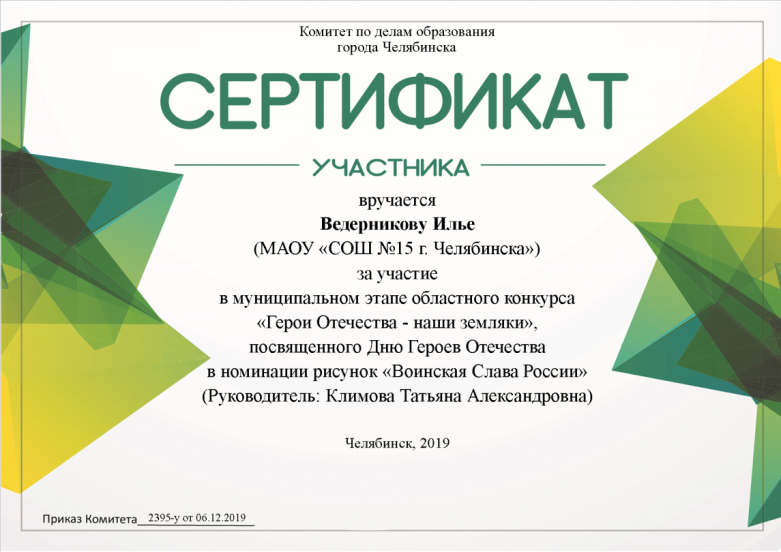 Комитет по делам образования
города Челябинска
СЕРТИФИКАТ
УЧАСТНИКА
вручается
Ведерникову Илье
(МАОУ «СОШ №15 г. Челябинска»)
за участие
в муниципальном этапе областного конкурса
«Герои Отечества - наши земляки»,
посвященного Дню Героев Отечества
в номинации рисунок «Воинская Слава России»
(Руководитель: Климова Татьяна Александровна)
Челябинск, 2019
Приказ Комитета 2395-у от 06.12.2019